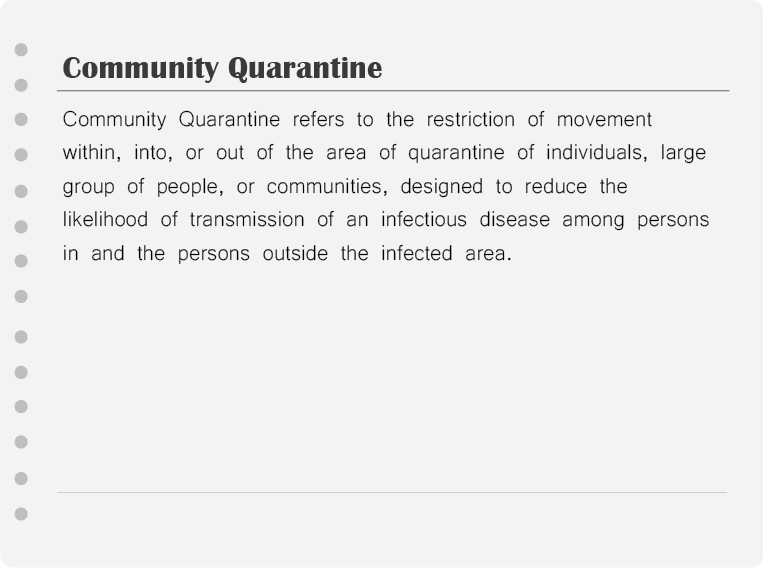 Community Quarantine
Community Quarantine refers to the restriction of movement
within, into, or out of the area of quarantine of individuals, large
group of people, or communities, designed to reduce the
likelihood of transmission of an infectious disease among persons
in and the persons outside the infected area.